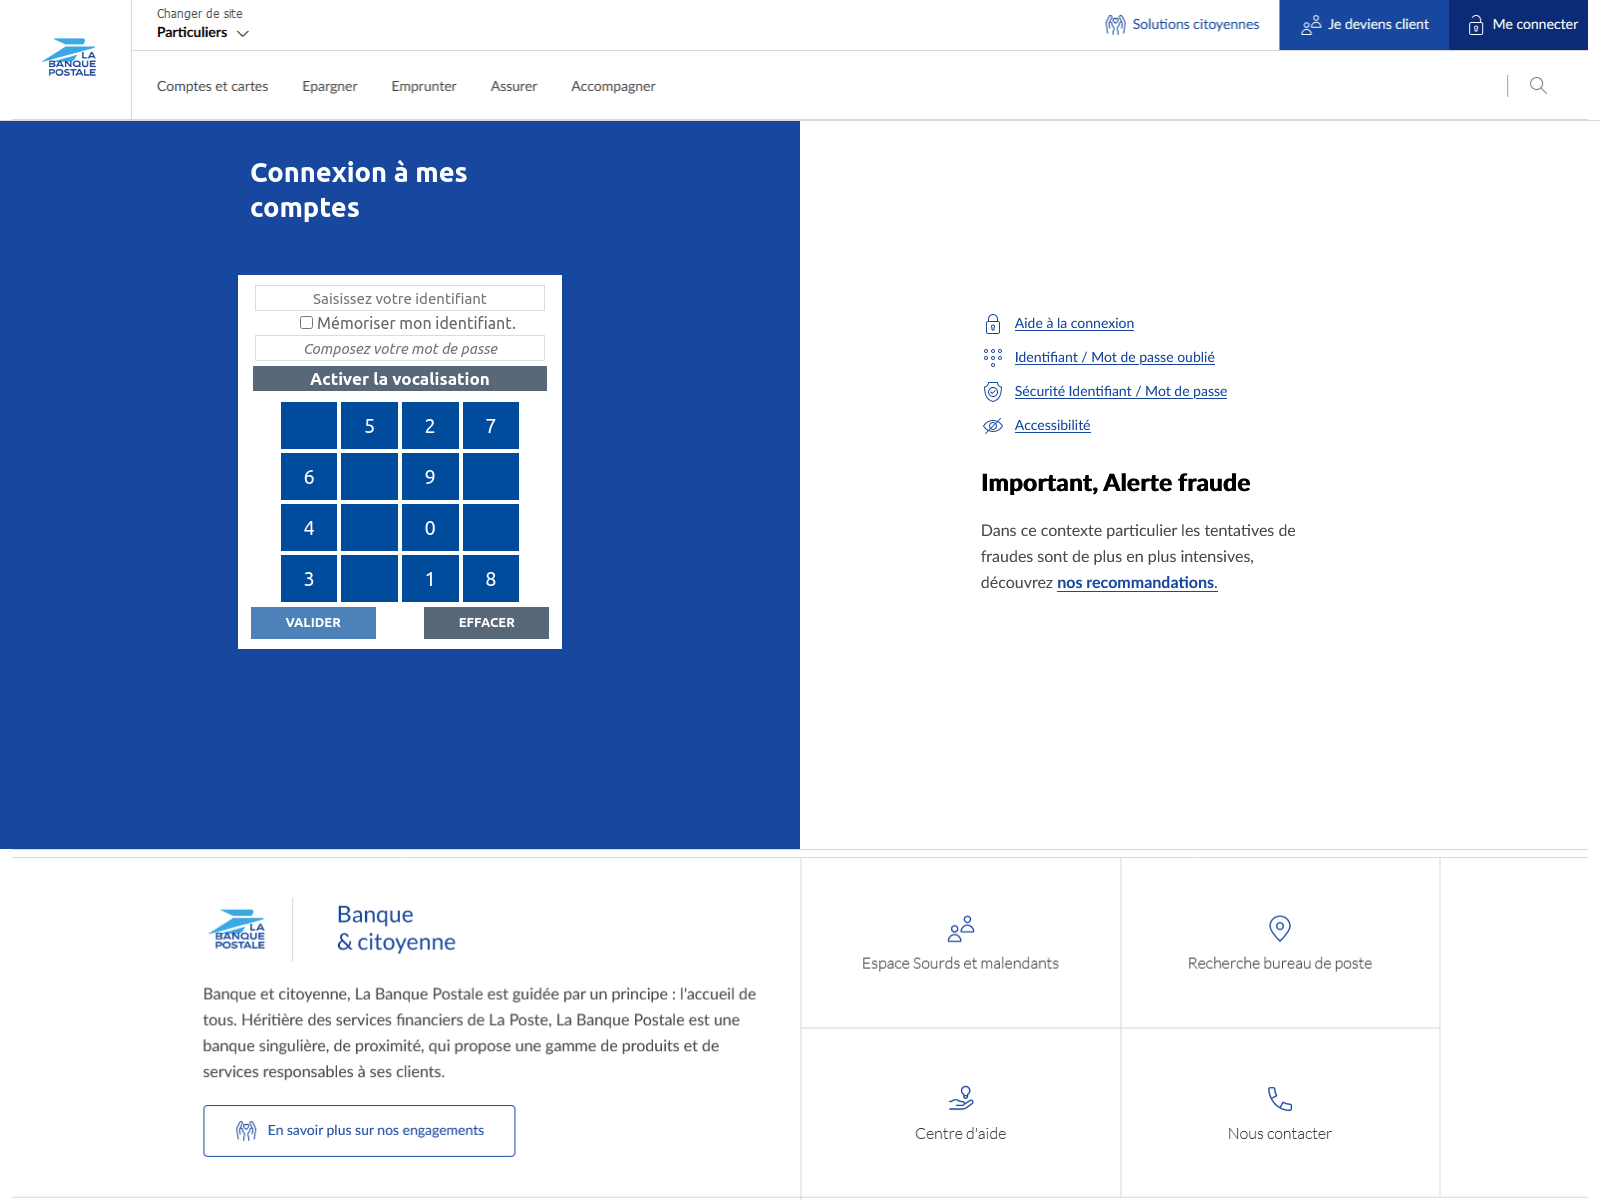 Changer de site
Particuliers
Solutions citoyennes
Je deviens client
Me connecter
LA
BANQUE
POSTALE
Comptes et cartes
Epargner
Emprunter
Assurer
Accompagner
Connexion à mes
comptes
Saisissez votre identifiant
Mémoriser mon identifiant.
Composez votre mot de passe
Activer la vocalisation
5 2 7
6 9
4 0
3 1 8
VALIDER
EFFACER
Aide à la connexion
Identifiant / Mot de passe oublié
Sécurité Identifiant / Mot de passe
Accessibilité
Important, Alerte fraude
Dans ce contexte particulier les tentatives de
fraudes sont de plus en plus intensives,
découvrez nos recommandations.
LA
BANQUE
POSTALE
Banque
& citoyenne
Banque et citoyenne, La Banque Postale est guidée par un principe : l'accueil de
tous. Héritière des services financiers de La Poste, La Banque Postale est une
banque singulière, de proximité, qui propose une gamme de produits et de
services responsables à ses clients.
En savoir plus sur nos engagements
Espace Sourds et malendants
Recherche bureau de poste
Centre d'aide
Nous contacter